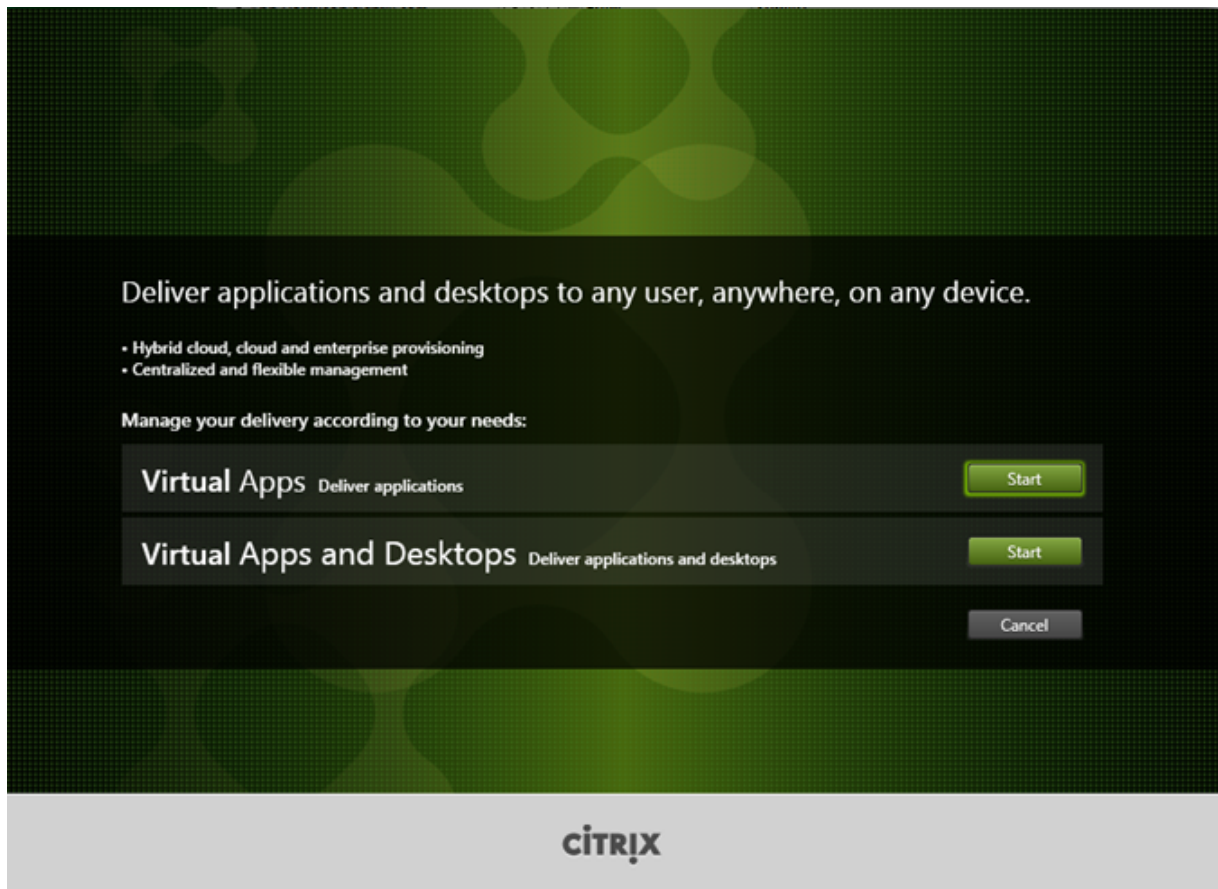 Deliver applications and desktops to any user, anywhere, on any device.
• Hybrid cloud, cloud and enterprise provisioning
• Centralized and flexible management
Manage your delivery according to your needs:
Virtual Apps Deliver applications
Start
Virtual Apps and Desktops Deliver applications and desktops
Start
Cancel
CİTRIX